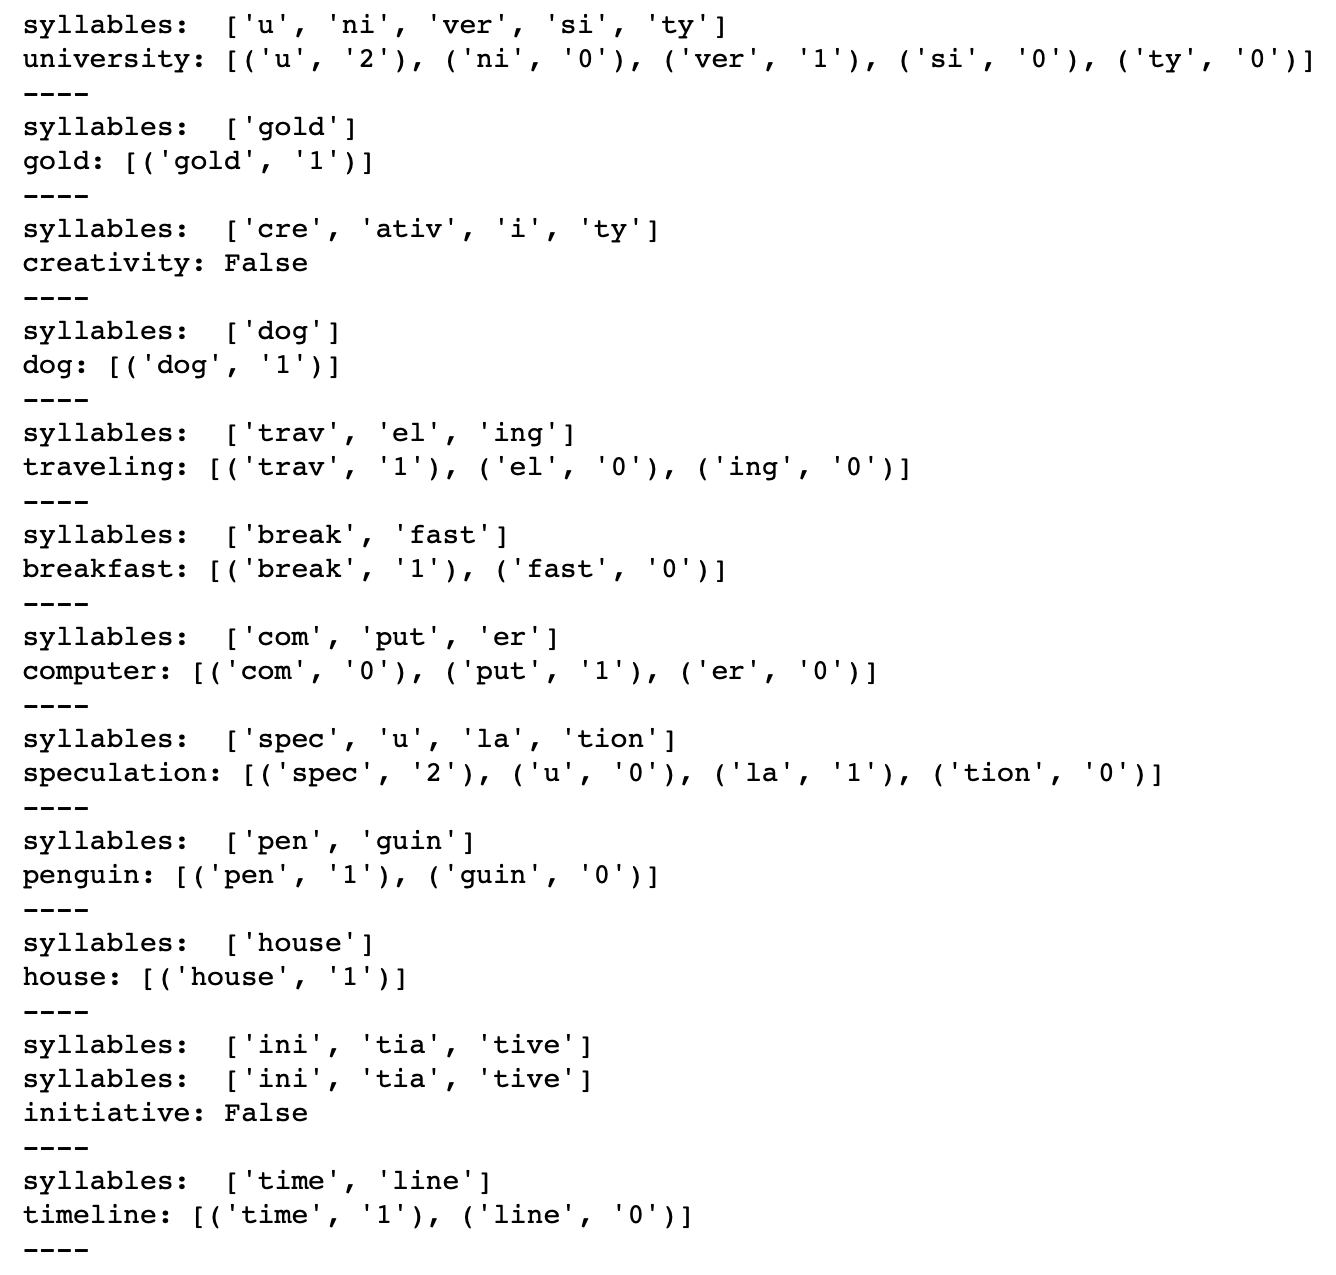 syllables:  ['u', 'ni', 'ver', 'si', 'ty']
university: [('u', '2'), ('ni', '0'), ('ver', '1'), ('si', '0'), ('ty', '0')]
----
syllables:  ['gold']
gold: [('gold', '1')]
----
syllables:  ['cre', 'ativ', 'i', 'ty']
creativity: False
----
syllables:  ['dog']
dog: [('dog', '1')]
----
syllables:  ['trav', 'el', 'ing']
traveling: [('trav', '1'), ('el', '0'), ('ing', '0')]
----
syllables:  ['break', 'fast']
breakfast: [('break', '1'), ('fast', '0')]
----
syllables:  ['com', 'put', 'er']
computer: [('com', '0'), ('put', '1'), ('er', '0')]
----
syllables:  ['spec', 'u', 'la', 'tion']
speculation: [('spec', '2'), ('u', '0'), ('la', '1'), ('tion', '0')]
----
syllables:  ['pen', 'guin']
penguin: [('pen', '1'), ('guin', '0')]
----
syllables:  ['house']
house: [('house', '1')]
----
syllables:  ['ini', 'tia', 'tive']
syllables:  ['ini', 'tia', 'tive']
initiative: False
----
syllables:  ['time', 'line']
timeline: [('time', '1'), ('line', '0')]
----